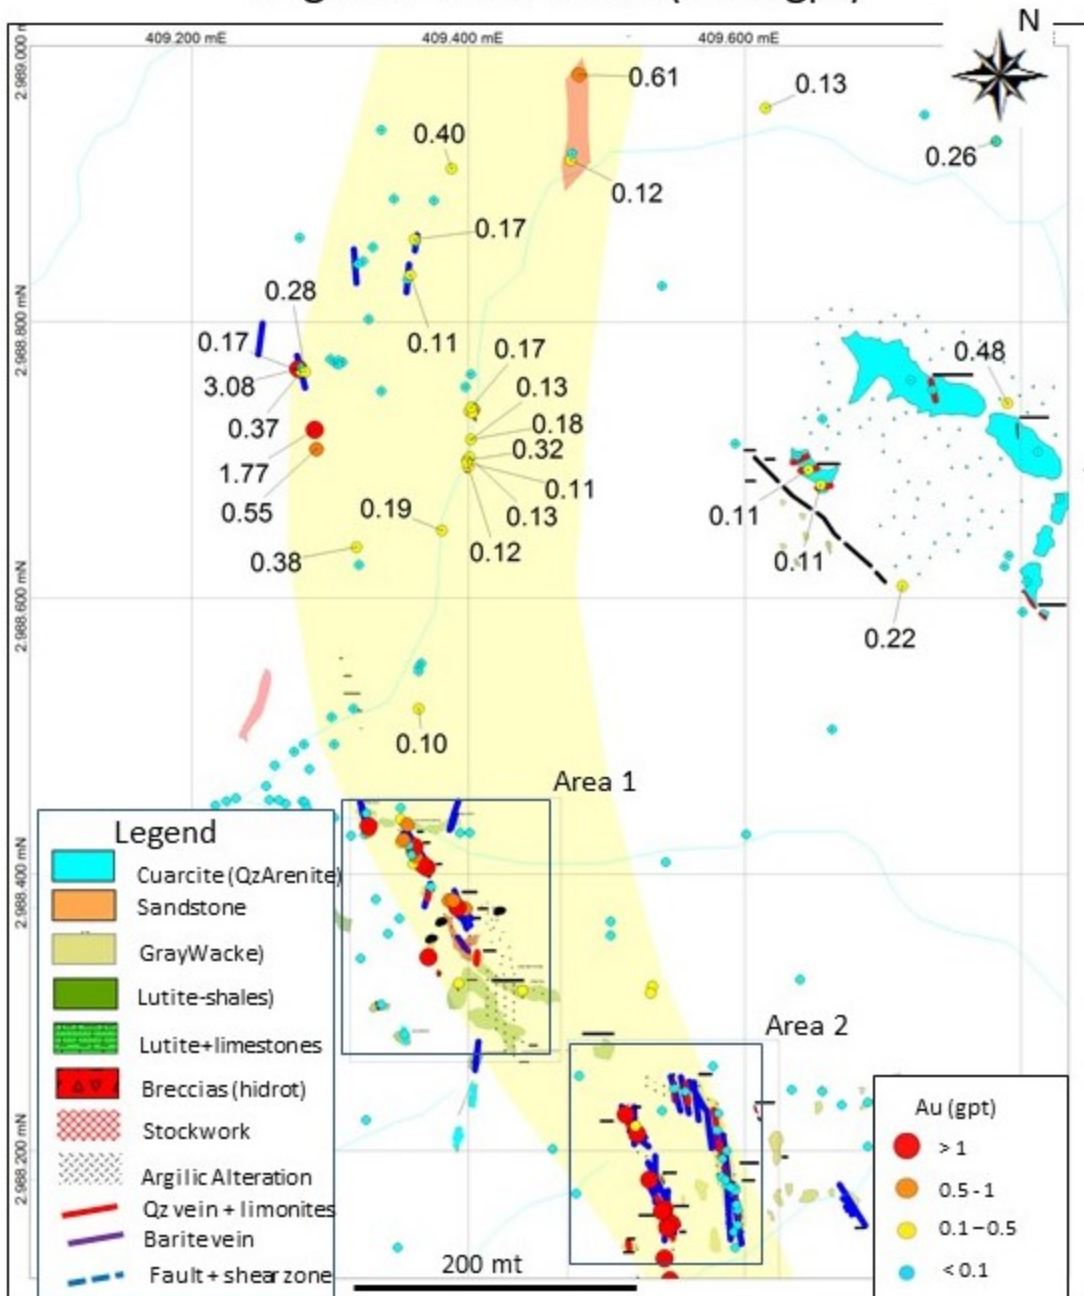 N
409.200 mE
409.400 mE
409.600 mE
2.989.000 mN
0.61
0.13
0.40
0.26
0.12
0.17
0.28
2.988.800 mN
0.17
0.11
0.17
0.48
3.08
0.13
0.37
0.18
0.32
1.77
0.11
0.55
0.19
0.13
0.11
0.12
0.38
0.11
2.988.600 mN
0.22
0.10
Area 1
Legend
Cuarcite (QzArenite)
Sandstone
GrayWacke)
Lutite-shales)
Lutite+limestones
Breccias (hidrot)
Stockwork
Argilic Alteration
Qz vein + limonites
Barite vein
Fault + shear zone
2.988.400 mN
2.988.200 mN
Area 2
200 mt
Au (gpt)
> 1
0.5 - 1
0.1 – 0.5
< 0.1